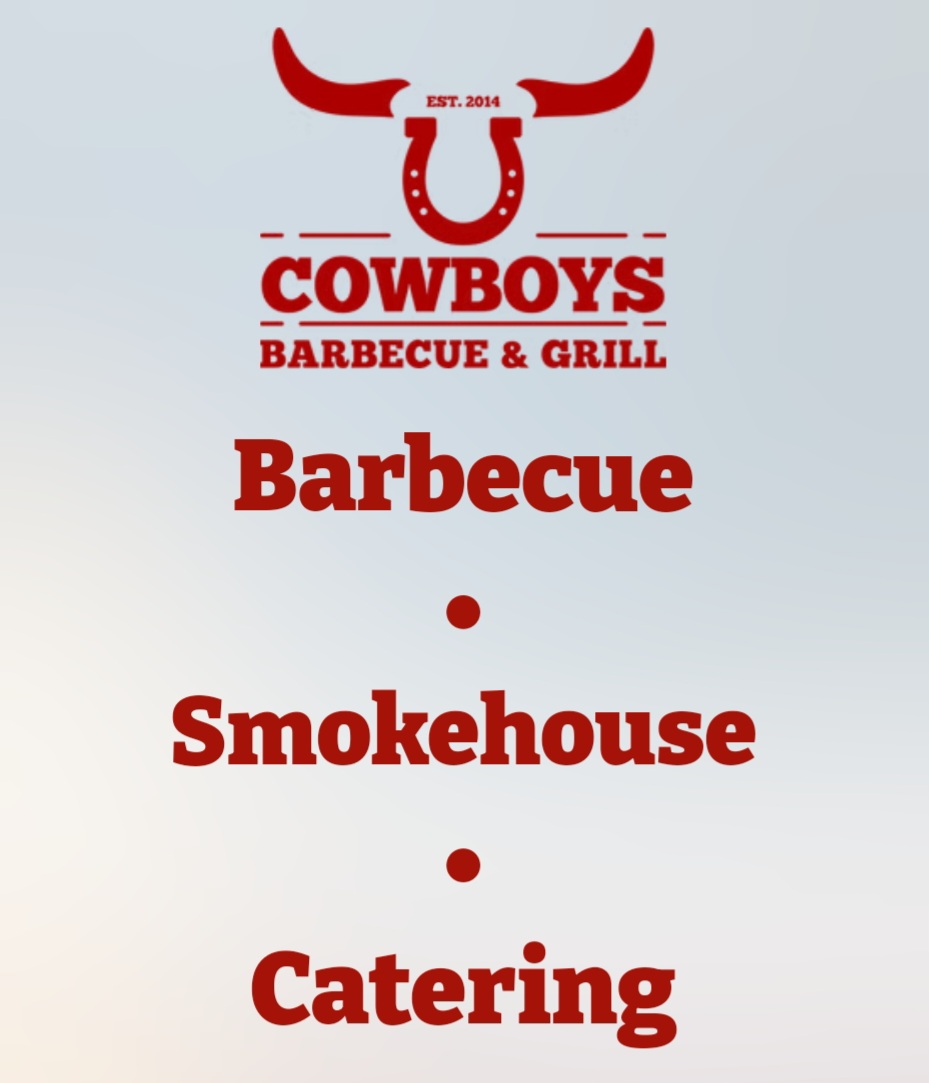 EST. 2014
COWBOYS
BARBECUE & GRILL
Barbecue
•
Smokehouse
•
Catering